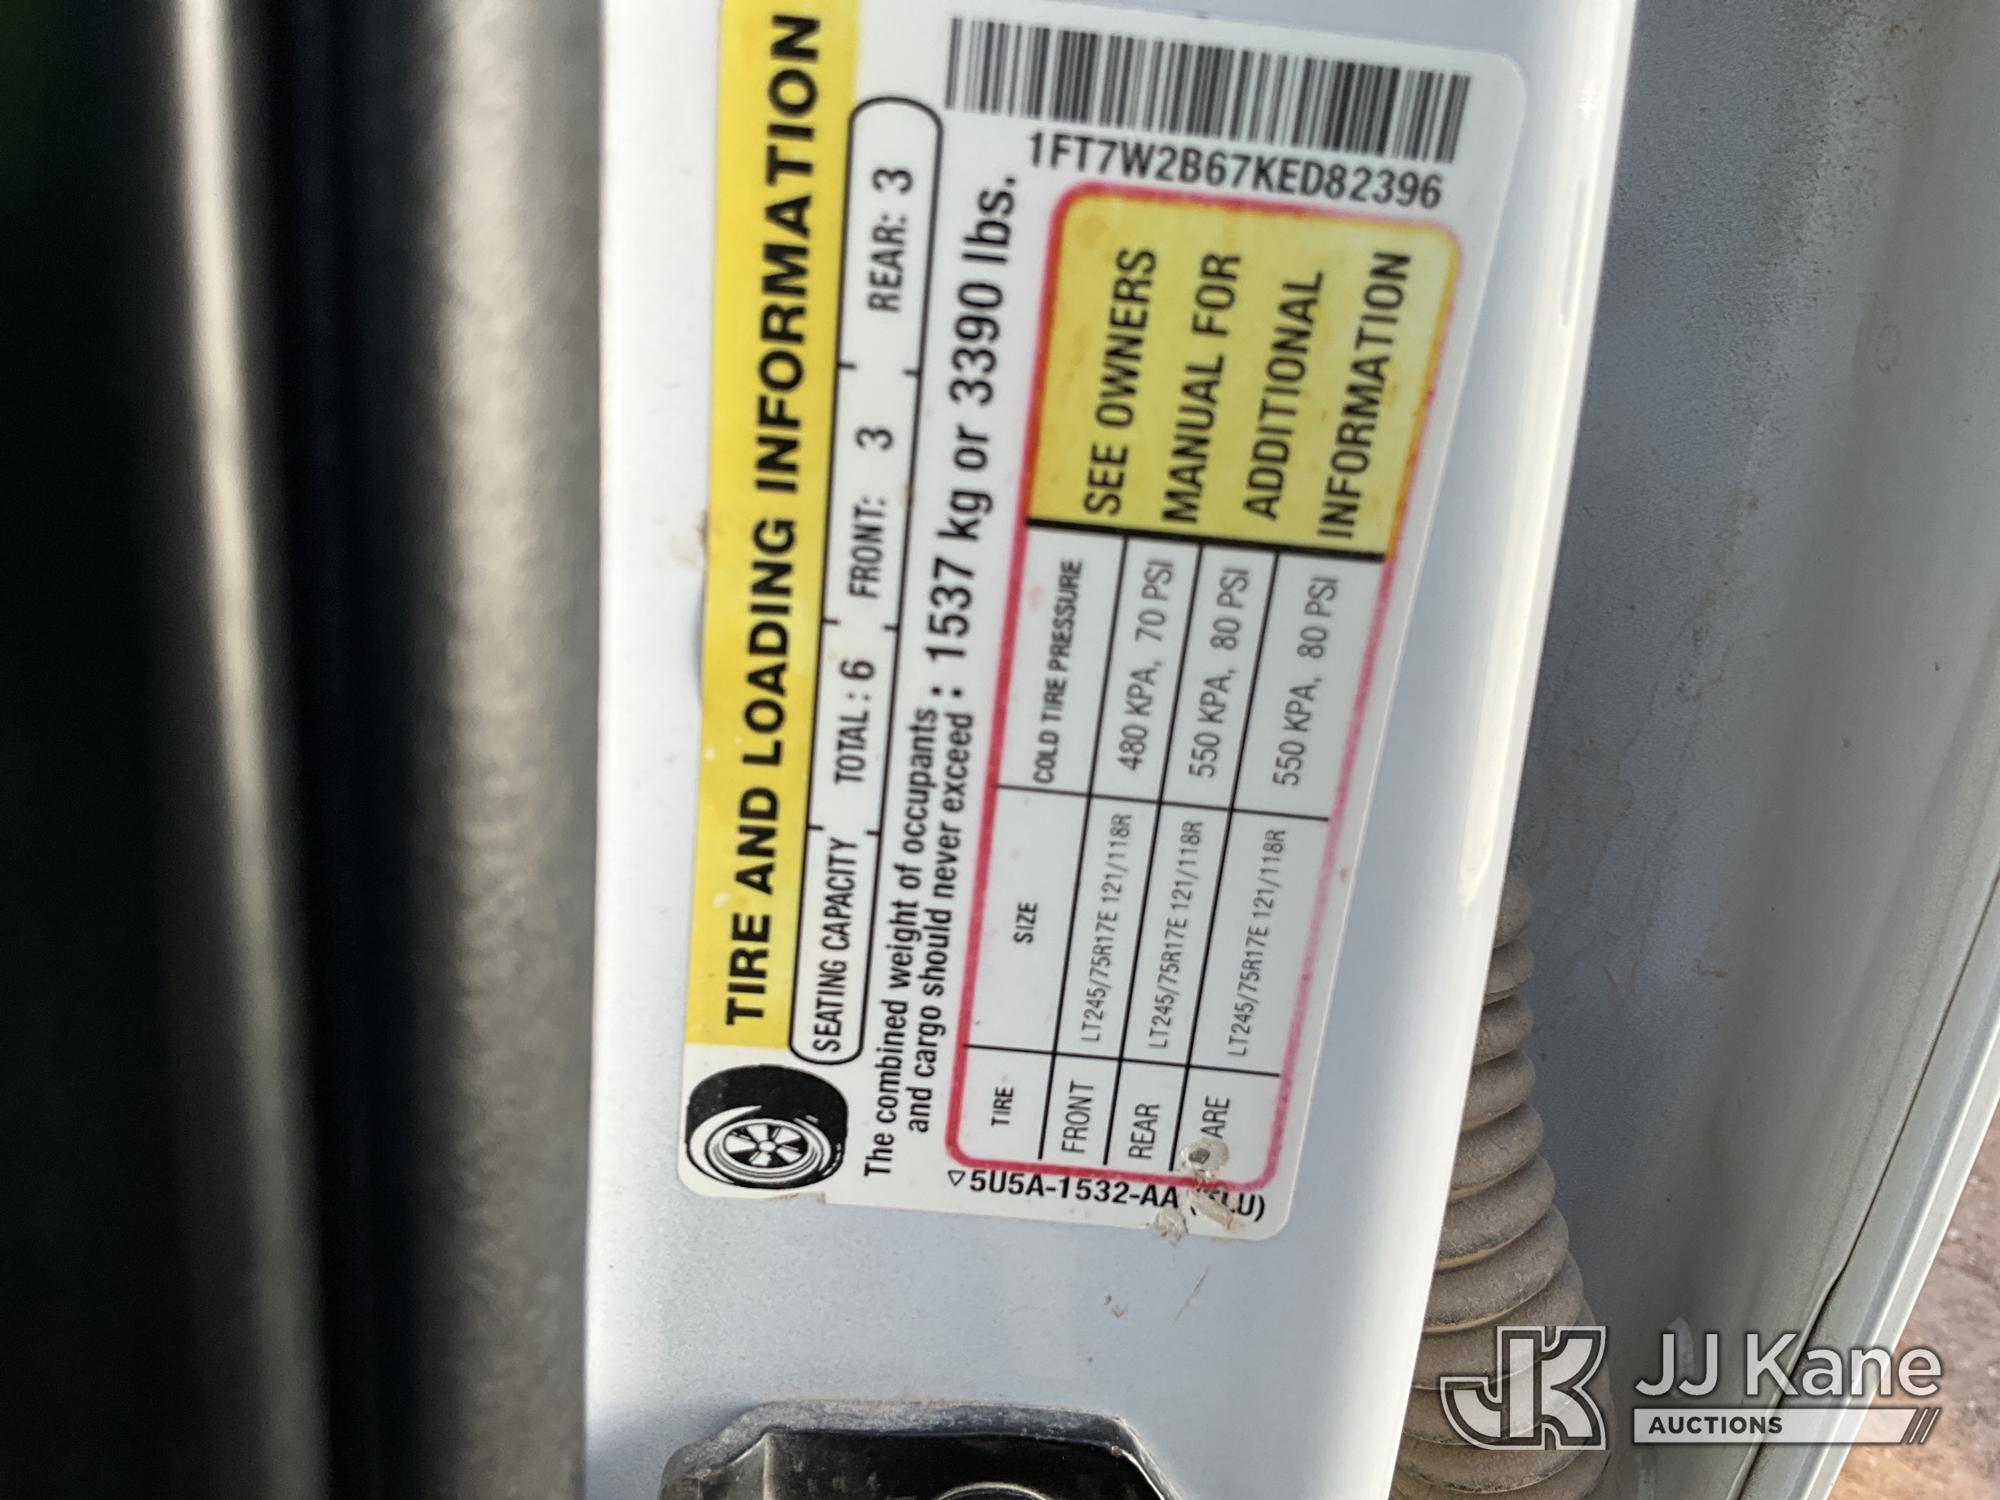 TIRE AND LOADING INFORMATION
SEATING CAPACITY TOTAL : 6 FRONT: 3 REAR: 3
The combined weight of occupants : 1537 kg or 3390 lbs.
and cargo should never exceed :
TIRE SIZE COLD TIRE PRESSURE
FRONT LT245/75R17E 121/118R 480 KPA, 70 PSI
REAR LT245/75R17E 121/118R 550 KPA, 80 PSI
ARE LT245/75R17E 121/118R 550 KPA, 80 PSI
SEE OWNERS
MANUAL FOR
ADDITIONAL
INFORMATION
5U5A-1532-AA
1FT7W2B67KED82396
JK JJ Kane
AUCTIONS